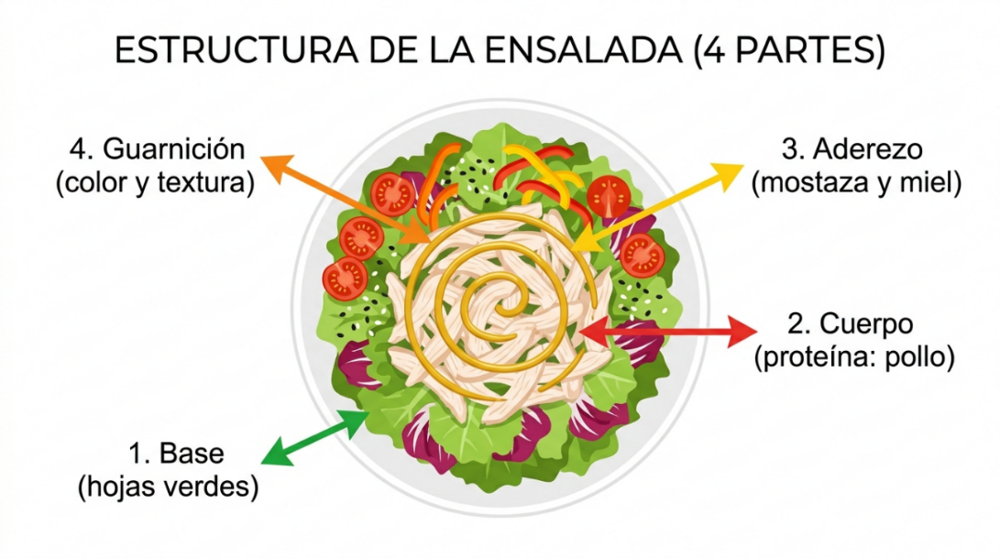 ESTRUCTURA DE LA ENSALADA (4 PARTES)
4. Guarnición
(color y textura)
3. Aderezo
(mostaza y miel)
2. Cuerpo
(proteína: pollo)
1. Base
(hojas verdes)